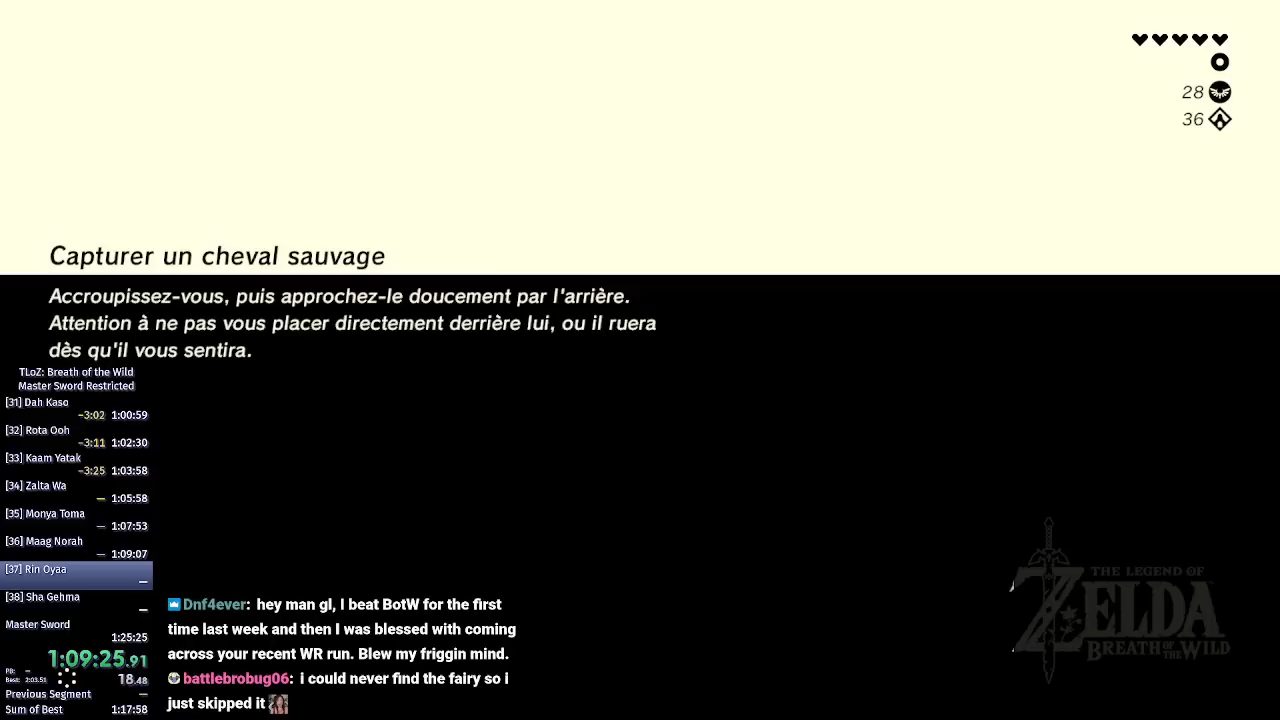 28
36
Capturer un cheval sauvage
Accroupissez-vous, puis approchez-le doucement par l'arrière.
Attention à ne pas vous placer directement derrière lui, ou il ruera
dès qu'il vous sentira.
TLoZ: Breath of the Wild
Master Sword Restricted
[31] Dah Kaso
-3:02 1:00:59
[32] Rota Ooh
-3:11 1:02:30
[33] Kaam Yatak
-3:25 1:03:58
[34] Zalta Wa
— 1:05:58
[35] Monya Toma
— 1:07:53
[36] Maag Norah
— 1:09:07
[37] Rin Oyaa
—
[38] Sha Gehma
—
Master Sword
1:25:25
1:09:25.91
PB: —
Best: 2:03.51
18.48
Previous Segment —
Sum of Best 1:17:58
Dnf4ever: hey man gl, I beat BotW for the first
time last week and then I was blessed with coming
across your recent WR run. Blew my friggin mind.
battlebrobug06: i could never find the fairy so i
just skipped it
THE LEGEND OF
ZELDA
BREATH OF THE WILD